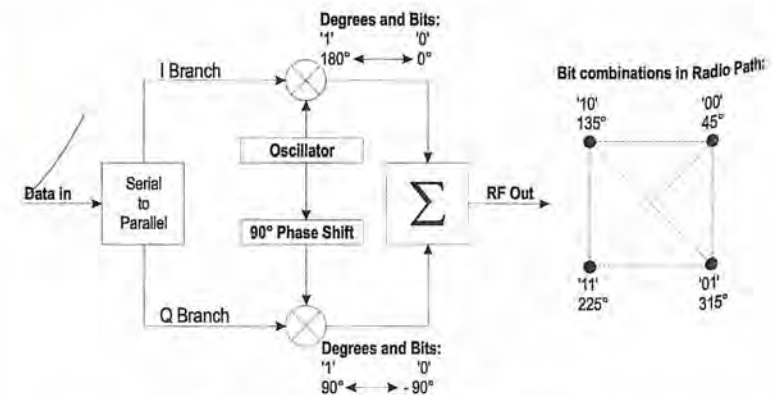 Degrees and Bits:
'1' '0'
180° 0°
I Branch
Bit combinations in Radio Path:
'10' '00'
135° 45°
Oscillator
Data in
Serial
to
Parallel
Σ
RF Out
90° Phase Shift
'11' '01'
225° 315°
Q Branch
Degrees and Bits:
'1' '0'
90° - 90°